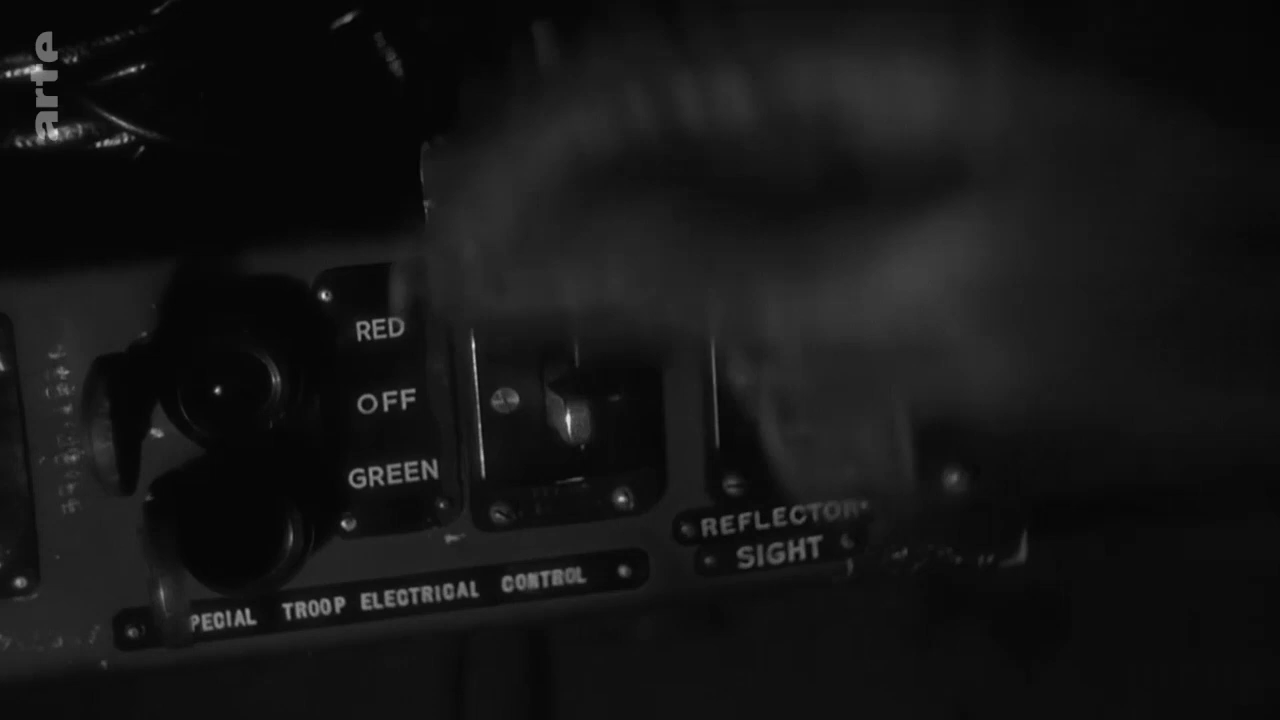 arte
RED
OFF
GREEN
REFLECTOR
SIGHT
PECIAL TROOP ELECTRICAL CONTROL